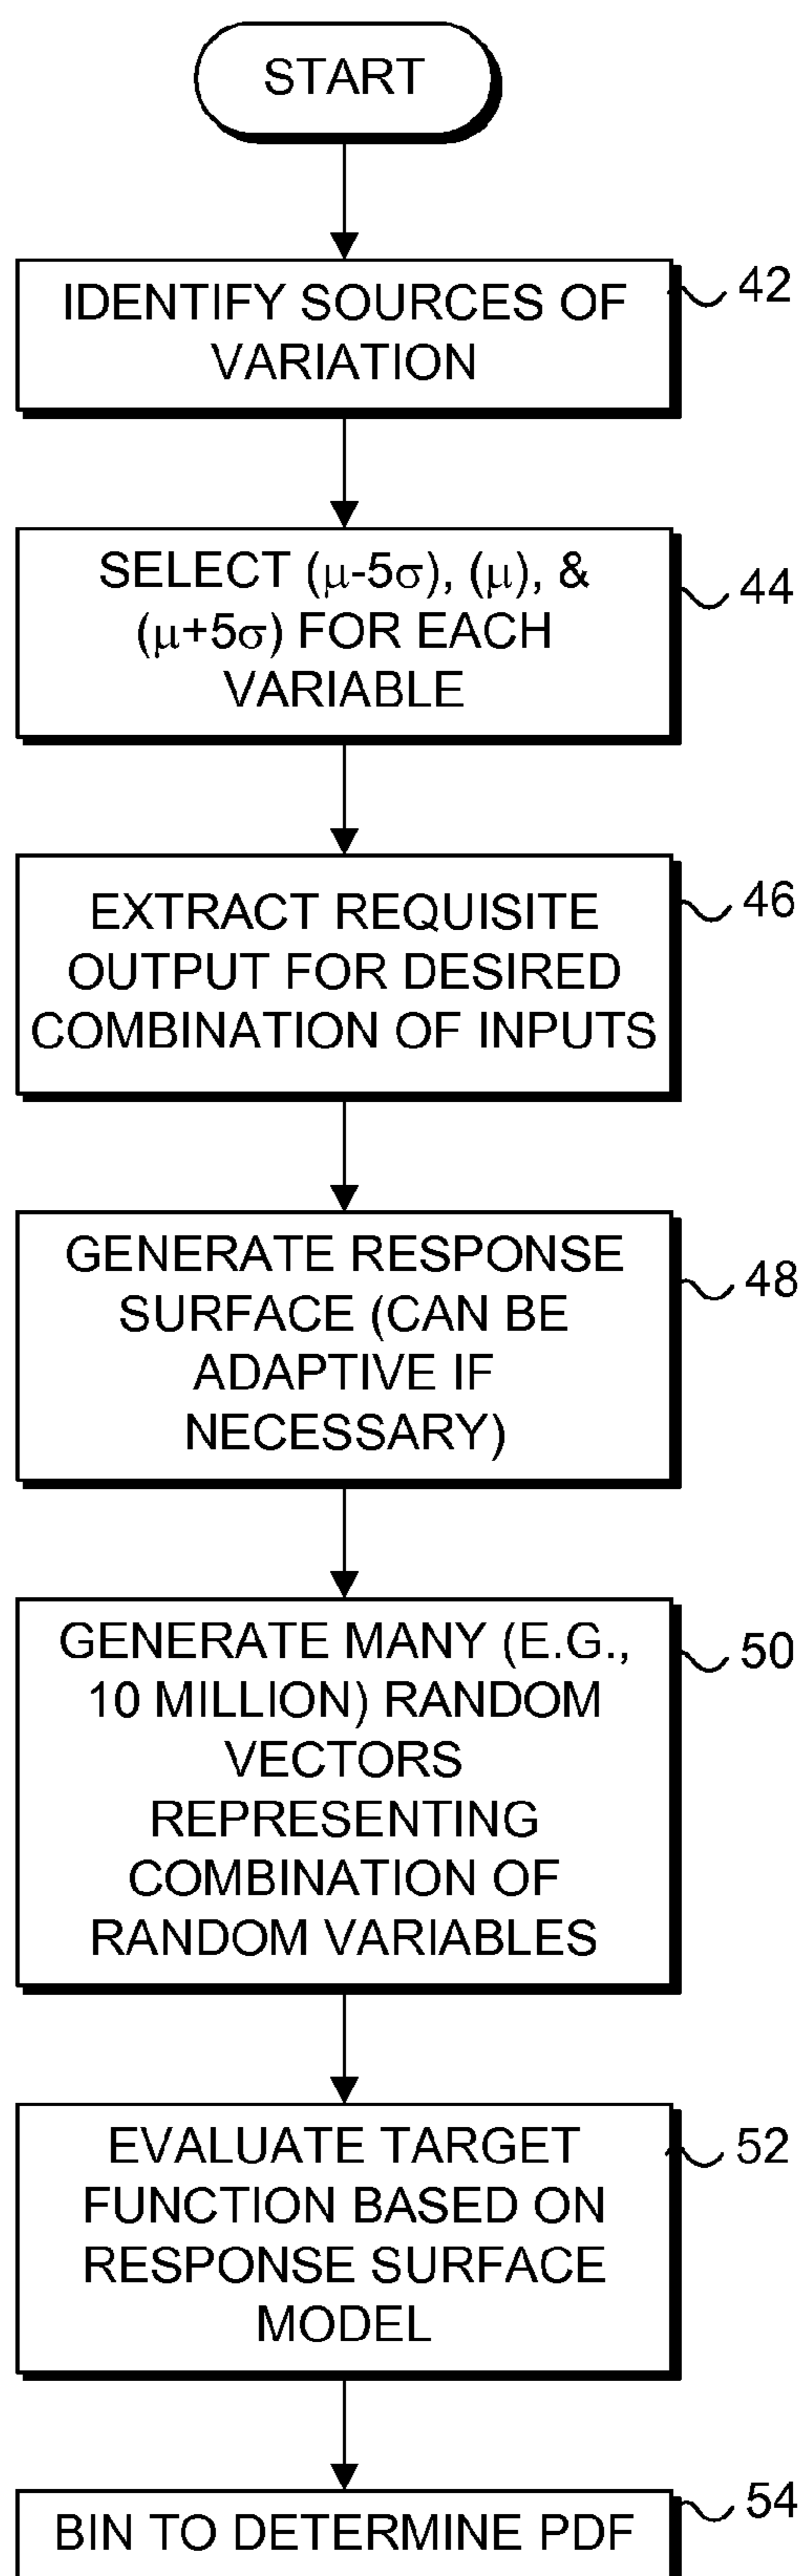 START
IDENTIFY SOURCES OF
VARIATION
42
SELECT (μ-5σ), (μ), &
(μ+5σ) FOR EACH
VARIABLE
44
EXTRACT REQUISITE
OUTPUT FOR DESIRED
COMBINATION OF INPUTS
46
GENERATE RESPONSE
SURFACE (CAN BE
ADAPTIVE IF
NECESSARY)
48
GENERATE MANY (E.G.,
10 MILLION) RANDOM
VECTORS
REPRESENTING
COMBINATION OF
RANDOM VARIABLES
50
EVALUATE TARGET
FUNCTION BASED ON
RESPONSE SURFACE
MODEL
52
BIN TO DETERMINE PDF
54